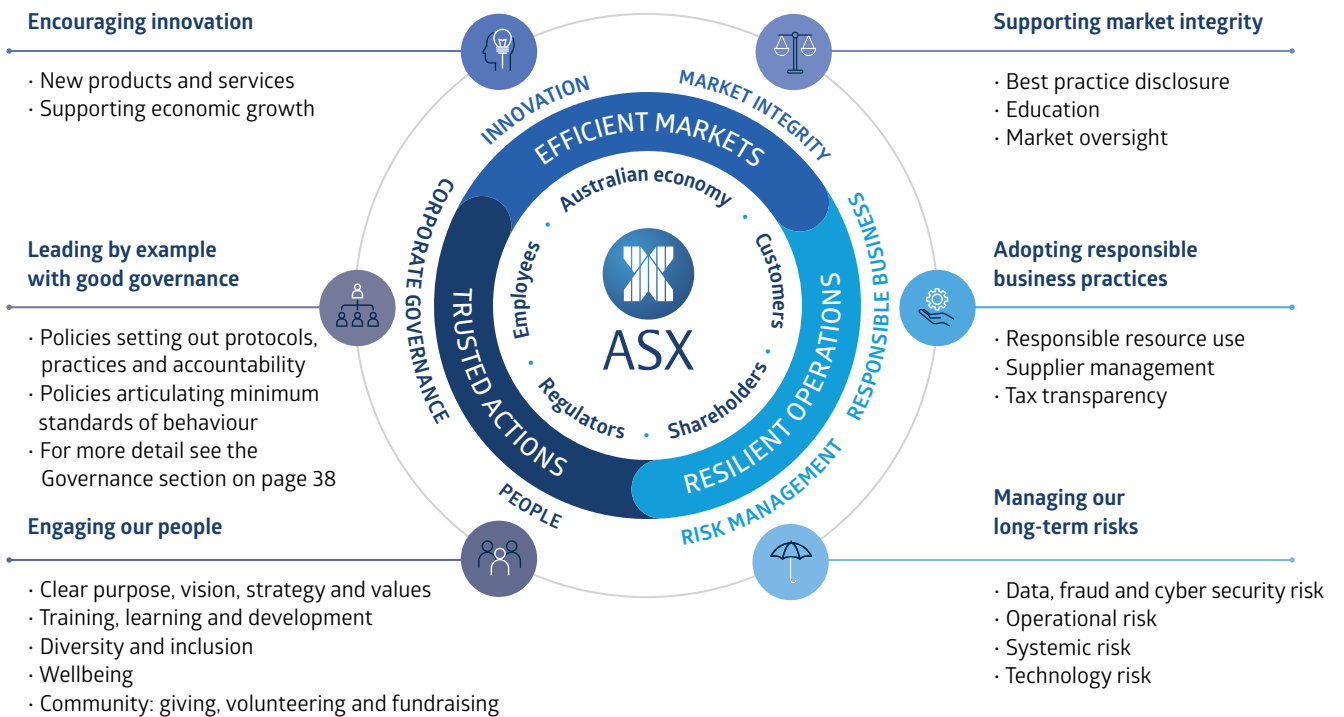 Encouraging innovation
· New products and services
· Supporting economic growth
Supporting market integrity
· Best practice disclosure
· Education
· Market oversight
Leading by example
with good governance
· Policies setting out protocols,
practices and accountability
· Policies articulating minimum
standards of behaviour
· For more detail see the
Governance section on page 38
Adopting responsible
business practices
· Responsible resource use
· Supplier management
· Tax transparency
Engaging our people
· Clear purpose, vision, strategy and values
· Training, learning and development
· Diversity and inclusion
· Wellbeing
· Community: giving, volunteering and fundraising
Managing our
long-term risks
· Data, fraud and cyber security risk
· Operational risk
· Systemic risk
· Technology risk
INNOVATION
MARKET INTEGRITY
RESPONSIBLE BUSINESS
RISK MANAGEMENT
PEOPLE
CORPORATE GOVERNANCE
EFFICIENT MARKETS
RESILIENT OPERATIONS
TRUSTED ACTIONS
Australian economy
Customers
Shareholders
Regulators
Employees
ASX